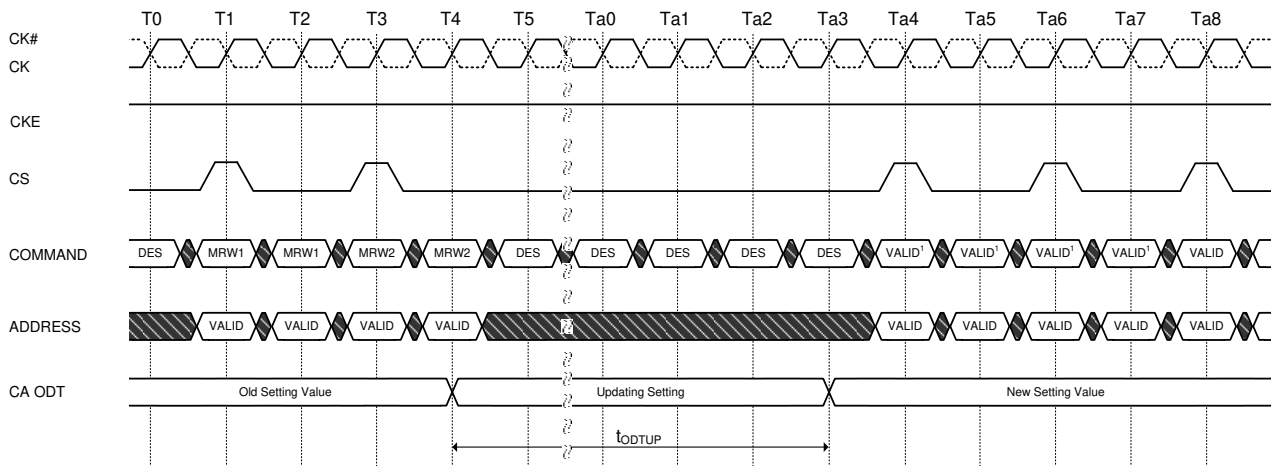 T0 T1 T2 T3 T4 T5 Ta0 Ta1 Ta2 Ta3 Ta4 Ta5 Ta6 Ta7 Ta8
CK#
CK
CKE
CS
COMMAND DES MRW1 MRW1 MRW2 MRW2 DES DES DES DES DES VALID¹ VALID¹ VALID¹ VALID¹ VALID
ADDRESS VALID VALID VALID VALID VALID VALID VALID VALID VALID
CA ODT Old Setting Value Updating Setting New Setting Value
tODTUP